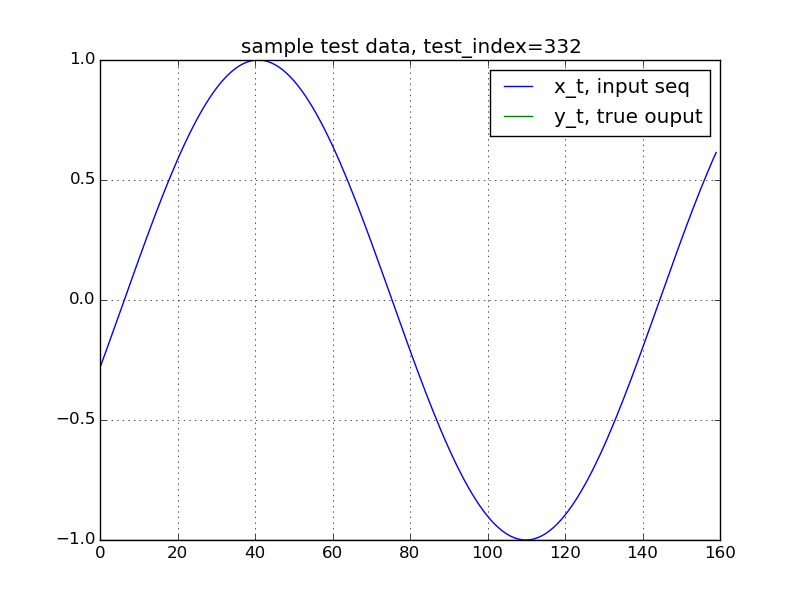 sample test data, test_index=332
x_t, input seq
y_t, true ouput
1.0
0.5
0.0
−0.5
−1.0
0 20 40 60 80 100 120 140 160